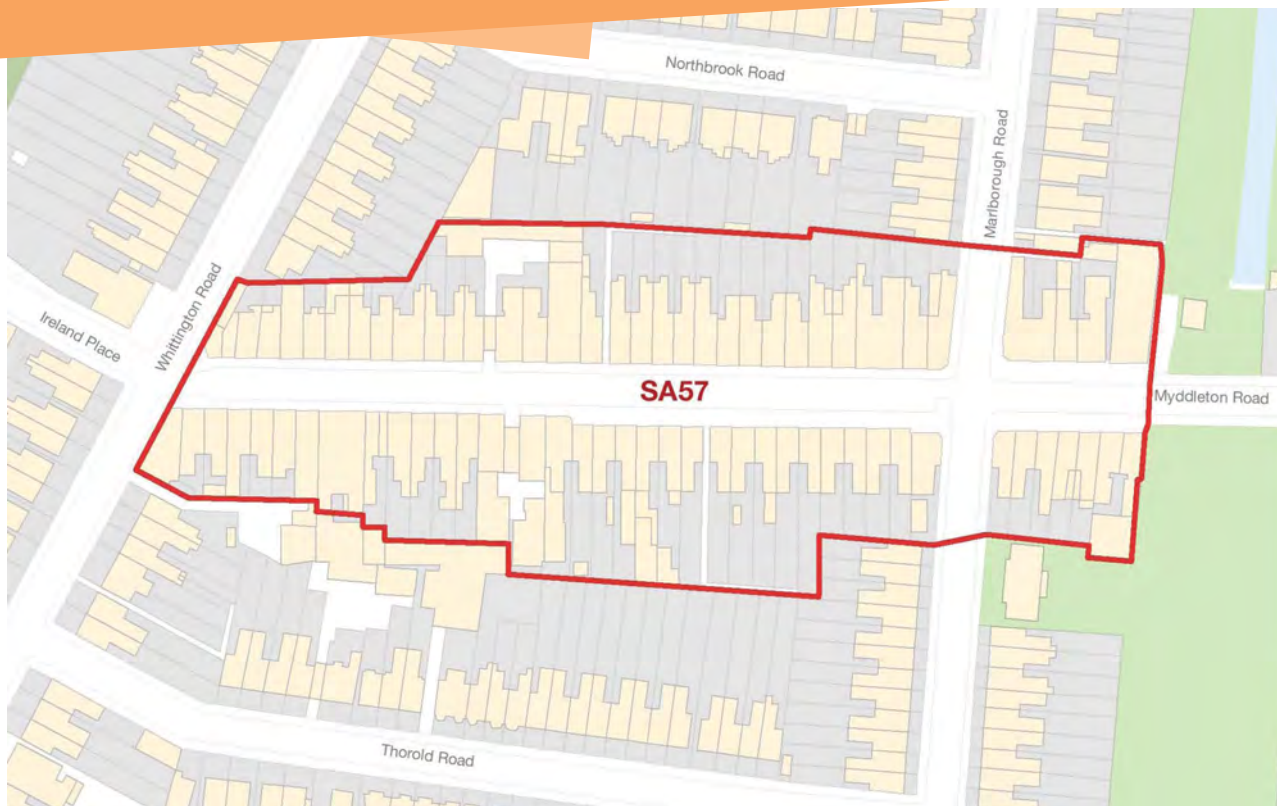 Northbrook Road
Marlborough Road
Whittington Road
Ireland Place
SA57
Myddleton Road
Thorold Road